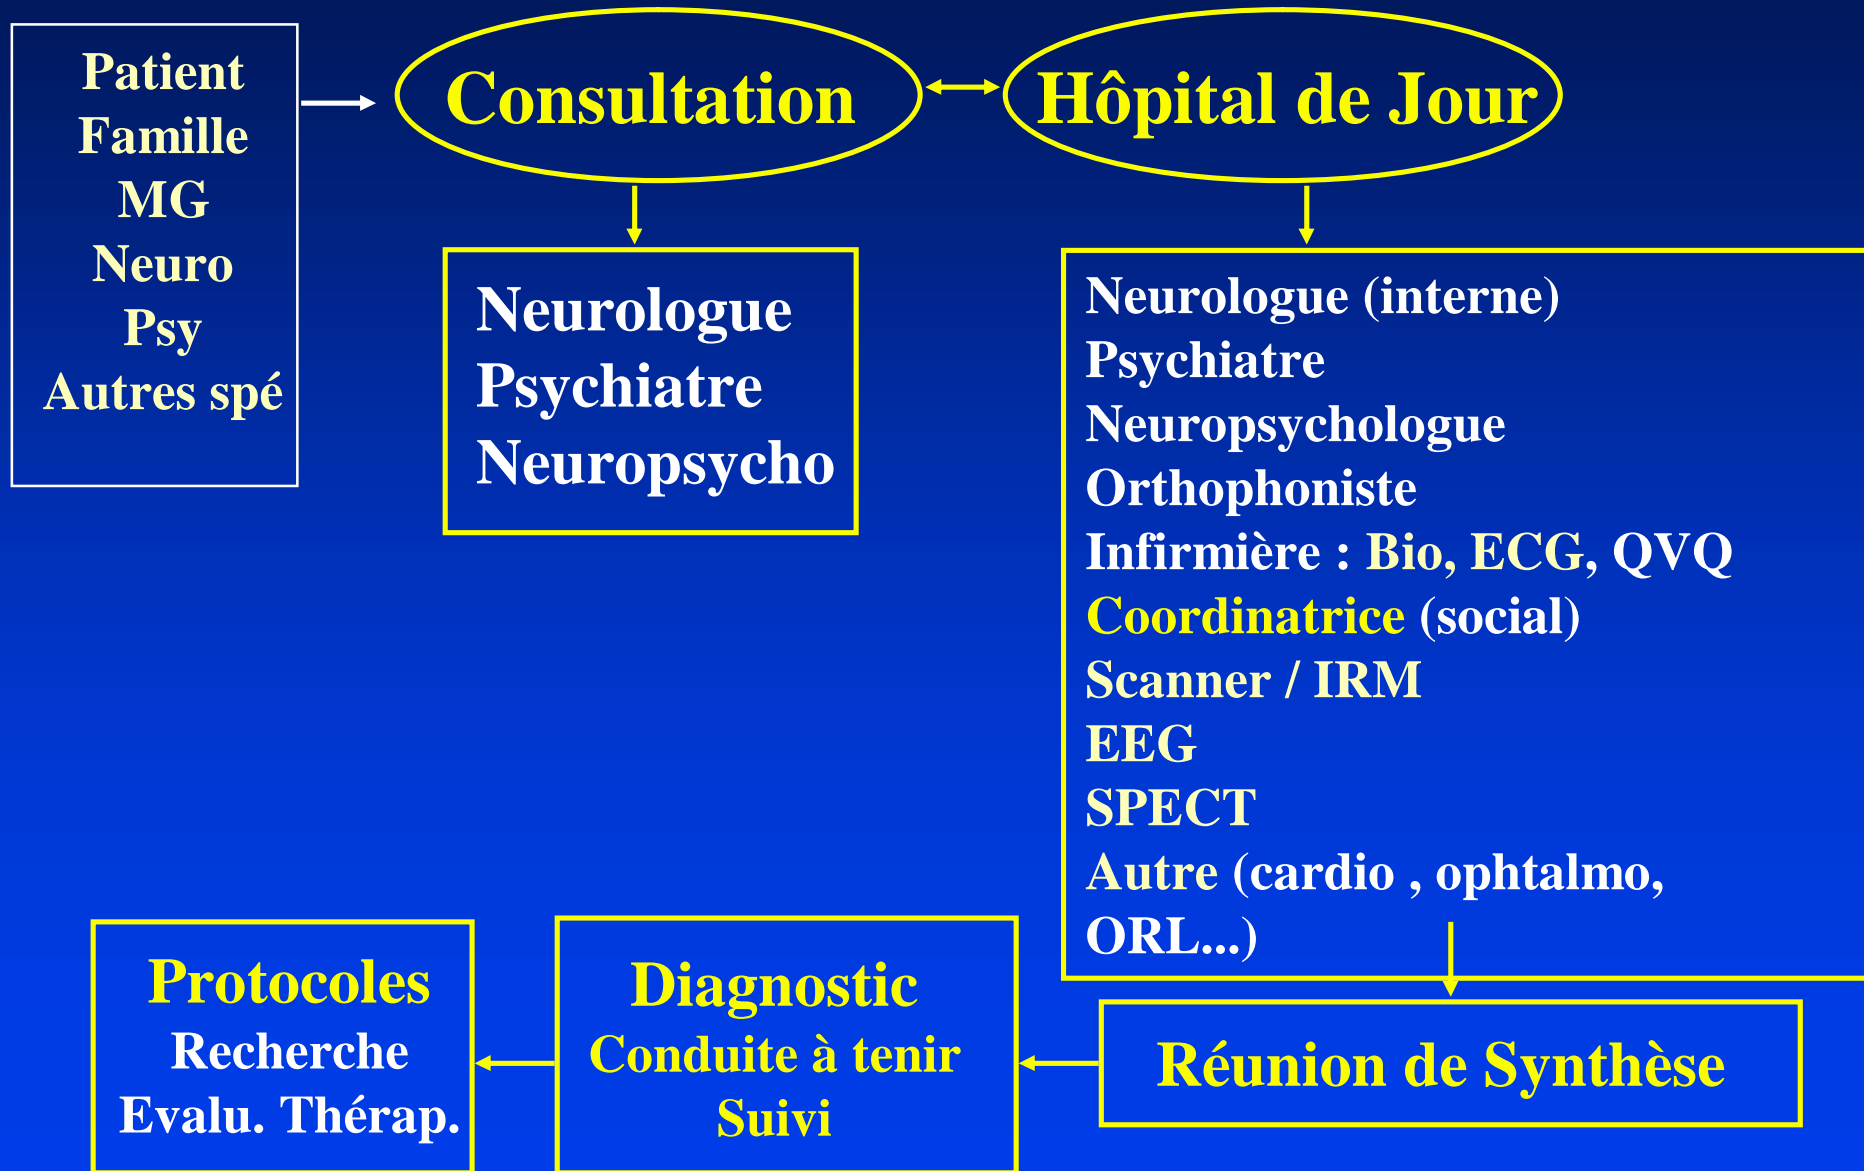 Patient
Famille
MG
Neuro
Psy
Autres spé
Consultation
Hôpital de Jour
Neurologue
Psychiatre
Neuropsycho
Neurologue (interne)
Psychiatre
Neuropsychologue
Orthophoniste
Infirmière : Bio, ECG, QVQ
Coordinatrice (social)
Scanner / IRM
EEG
SPECT
Autre (cardio , ophtalmo,
ORL...)
Réunion de Synthèse
Diagnostic
Conduite à tenir
Suivi
Protocoles
Recherche
Evalu. Thérap.